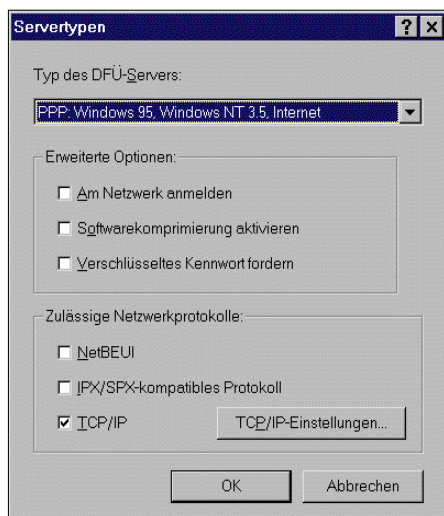 Servertypen
Typ des DFÜ-Servers:
PPP: Windows 95, Windows NT 3.5, Internet
Erweiterte Optionen:
Am Netzwerk anmelden
Softwarekomprimierung aktivieren
Verschlüsseltes Kennwort fordern
Zulässige Netzwerkprotokolle:
NetBEUI
IPX/SPX-kompatibles Protokoll
TCP/IP TCP/IP-Einstellungen...
OK Abbrechen